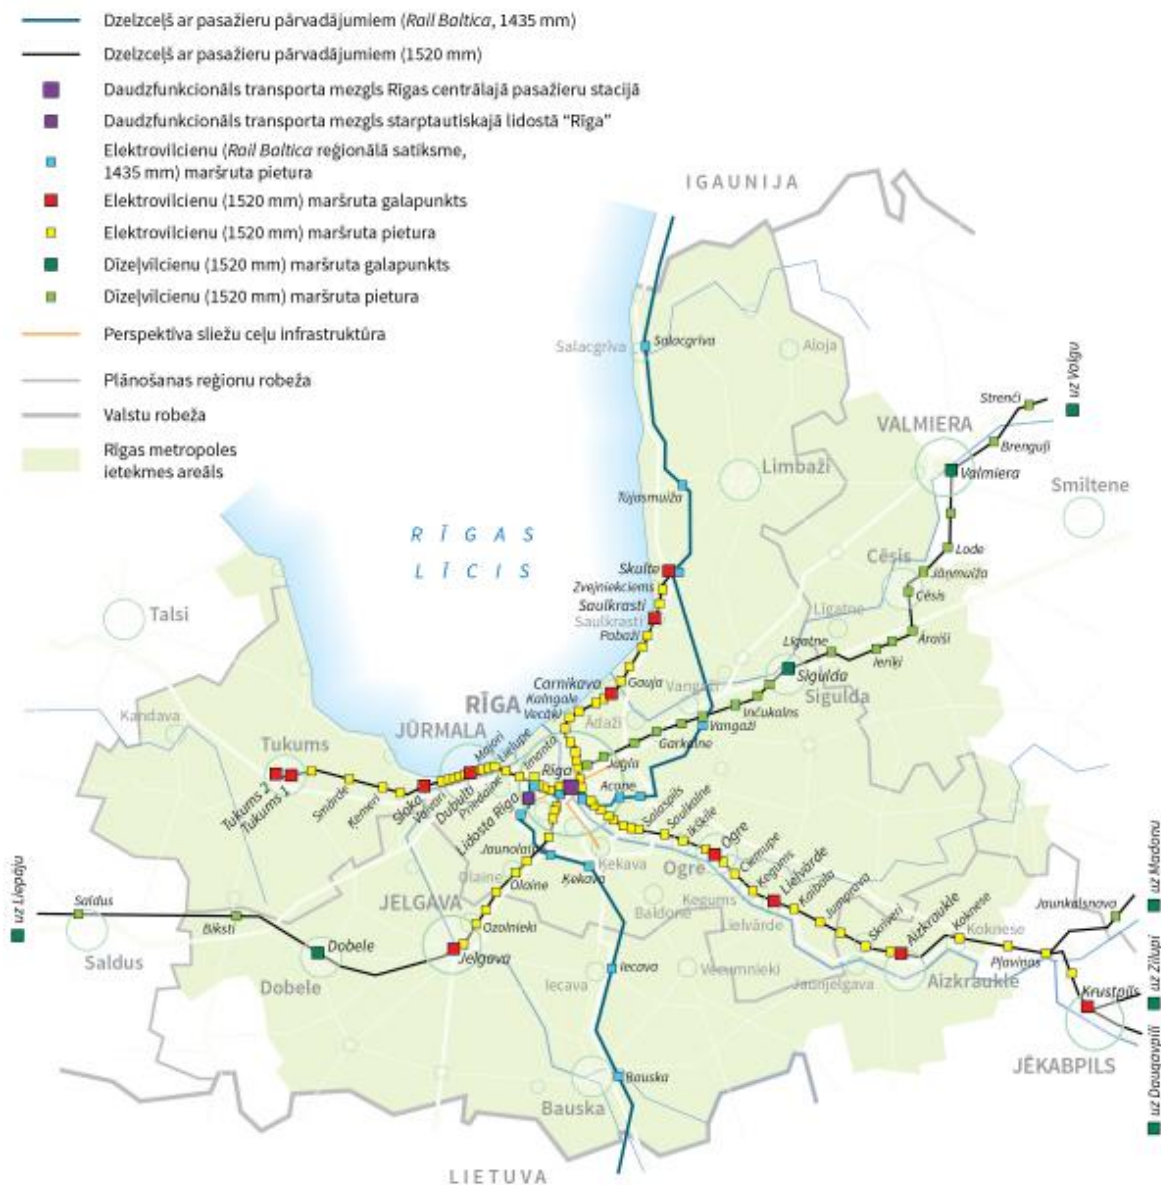 Dzelzceļš ar pasažieru pārvadājumiem (Rail Baltica, 1435 mm)
Dzelzceļš ar pasažieru pārvadājumiem (1520 mm)
Daudzfunkcionāls transporta mezgls Rīgas centrālajā pasažieru stacijā
Daudzfunkcionāls transporta mezgls starptautiskajā lidostā “Rīga”
Elektrovilcienu (Rail Baltica reģionālā satiksme,
1435 mm) maršruta pietura
Elektrovilcienu (1520 mm) maršruta galapunkts
Elektrovilcienu (1520 mm) maršruta pietura
Dīzeļvilcienu (1520 mm) maršruta galapunkts
Dīzeļvilcienu (1520 mm) maršruta pietura
Perspektīva sliežu ceļu infrastruktūra
Plānošanas reģionu robeža
Valstu robeža
Rīgas metropoles
ietekmes areāls
IGAUNIJA
Salacgrīva
Salacgrīva
Aloja
uz Valgu
Strenči
VALMIERA
Brenguļi
Limbaži
Valmiera
Smiltene
Tūjasmuiža
RĪGAS
LĪCIS
Cēsis
Lode
Jāņmuiža
Cēsis
Skulte
Zvejniekciems
Saulkrasti
Saulkrasti
Pobaži
Talsi
Līgatne
Līgatne
Āraiši
Ieriķi
Sigulda
Sigulda
Carnikava
Gauja
Vangaži
RĪGA
Kalngale
Vecāķi
Ādaži
Inčukalns
Vangaži
Garkalne
Jugla
Kandava
Tukums
JŪRMALA
Majori
Lielupe
Imanta
Rīga
Acone
Tukums 2
Tukums 1
Smārde
Ķemeri
Sloka
Vaivari
Dubulti
Priedaine
Lidosta Rīga
Salaspils
Saulkalne
Ikšķile
Ogre
Ogre
Ciemupe
Ķegums
Ķegums
Lielvārde
Lielvārde
Kaibala
Jumprava
Skrīveri
Aizkraukle
Aizkraukle
Koknese
Koknese
Pļaviņas
Jaunkalsnava
uz Madonu
uz Zilupi
uz Daugavpili
Krustpils
JĒKABPILS
Jaunolaine
Olaine
Olaine
Ķekava
Ķekava
Baldone
Vecumnieki
Jaunjelgava
uz Liepāju
Saldus
Saldus
Biksti
Dobele
Dobele
JELGAVA
Ozolnieki
Jelgava
Iecava
Iecava
Bauska
Bauska
LIETUVA